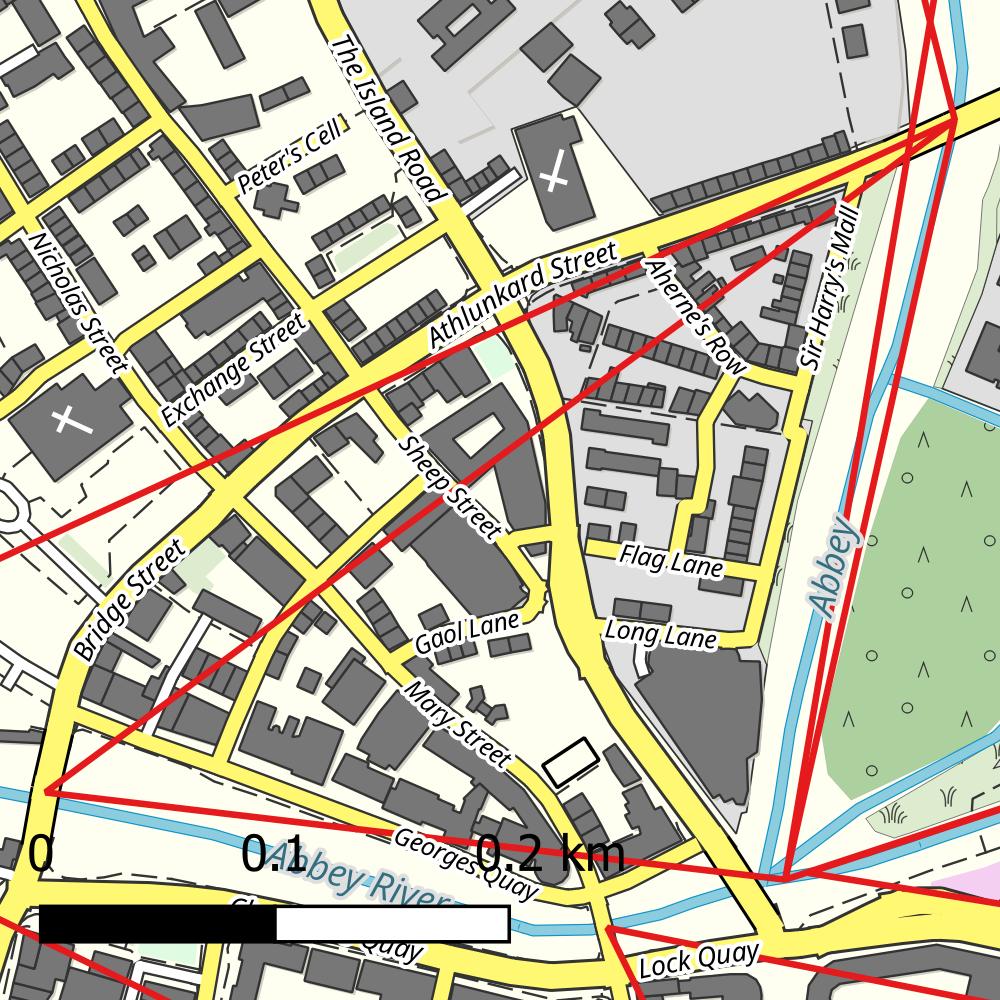 The Island Road
Peter's Cell
Nicholas Street
Athlunkard Street
Aherne's Row
Sir Harry's Mall
Exchange Street
Sheep Street
Abbey
Flag Lane
Bridge Street
Gaol Lane
Long Lane
Mary Street
Georges Quay
0 0.1 0.2 km
Abbey River
Quay
Lock Quay